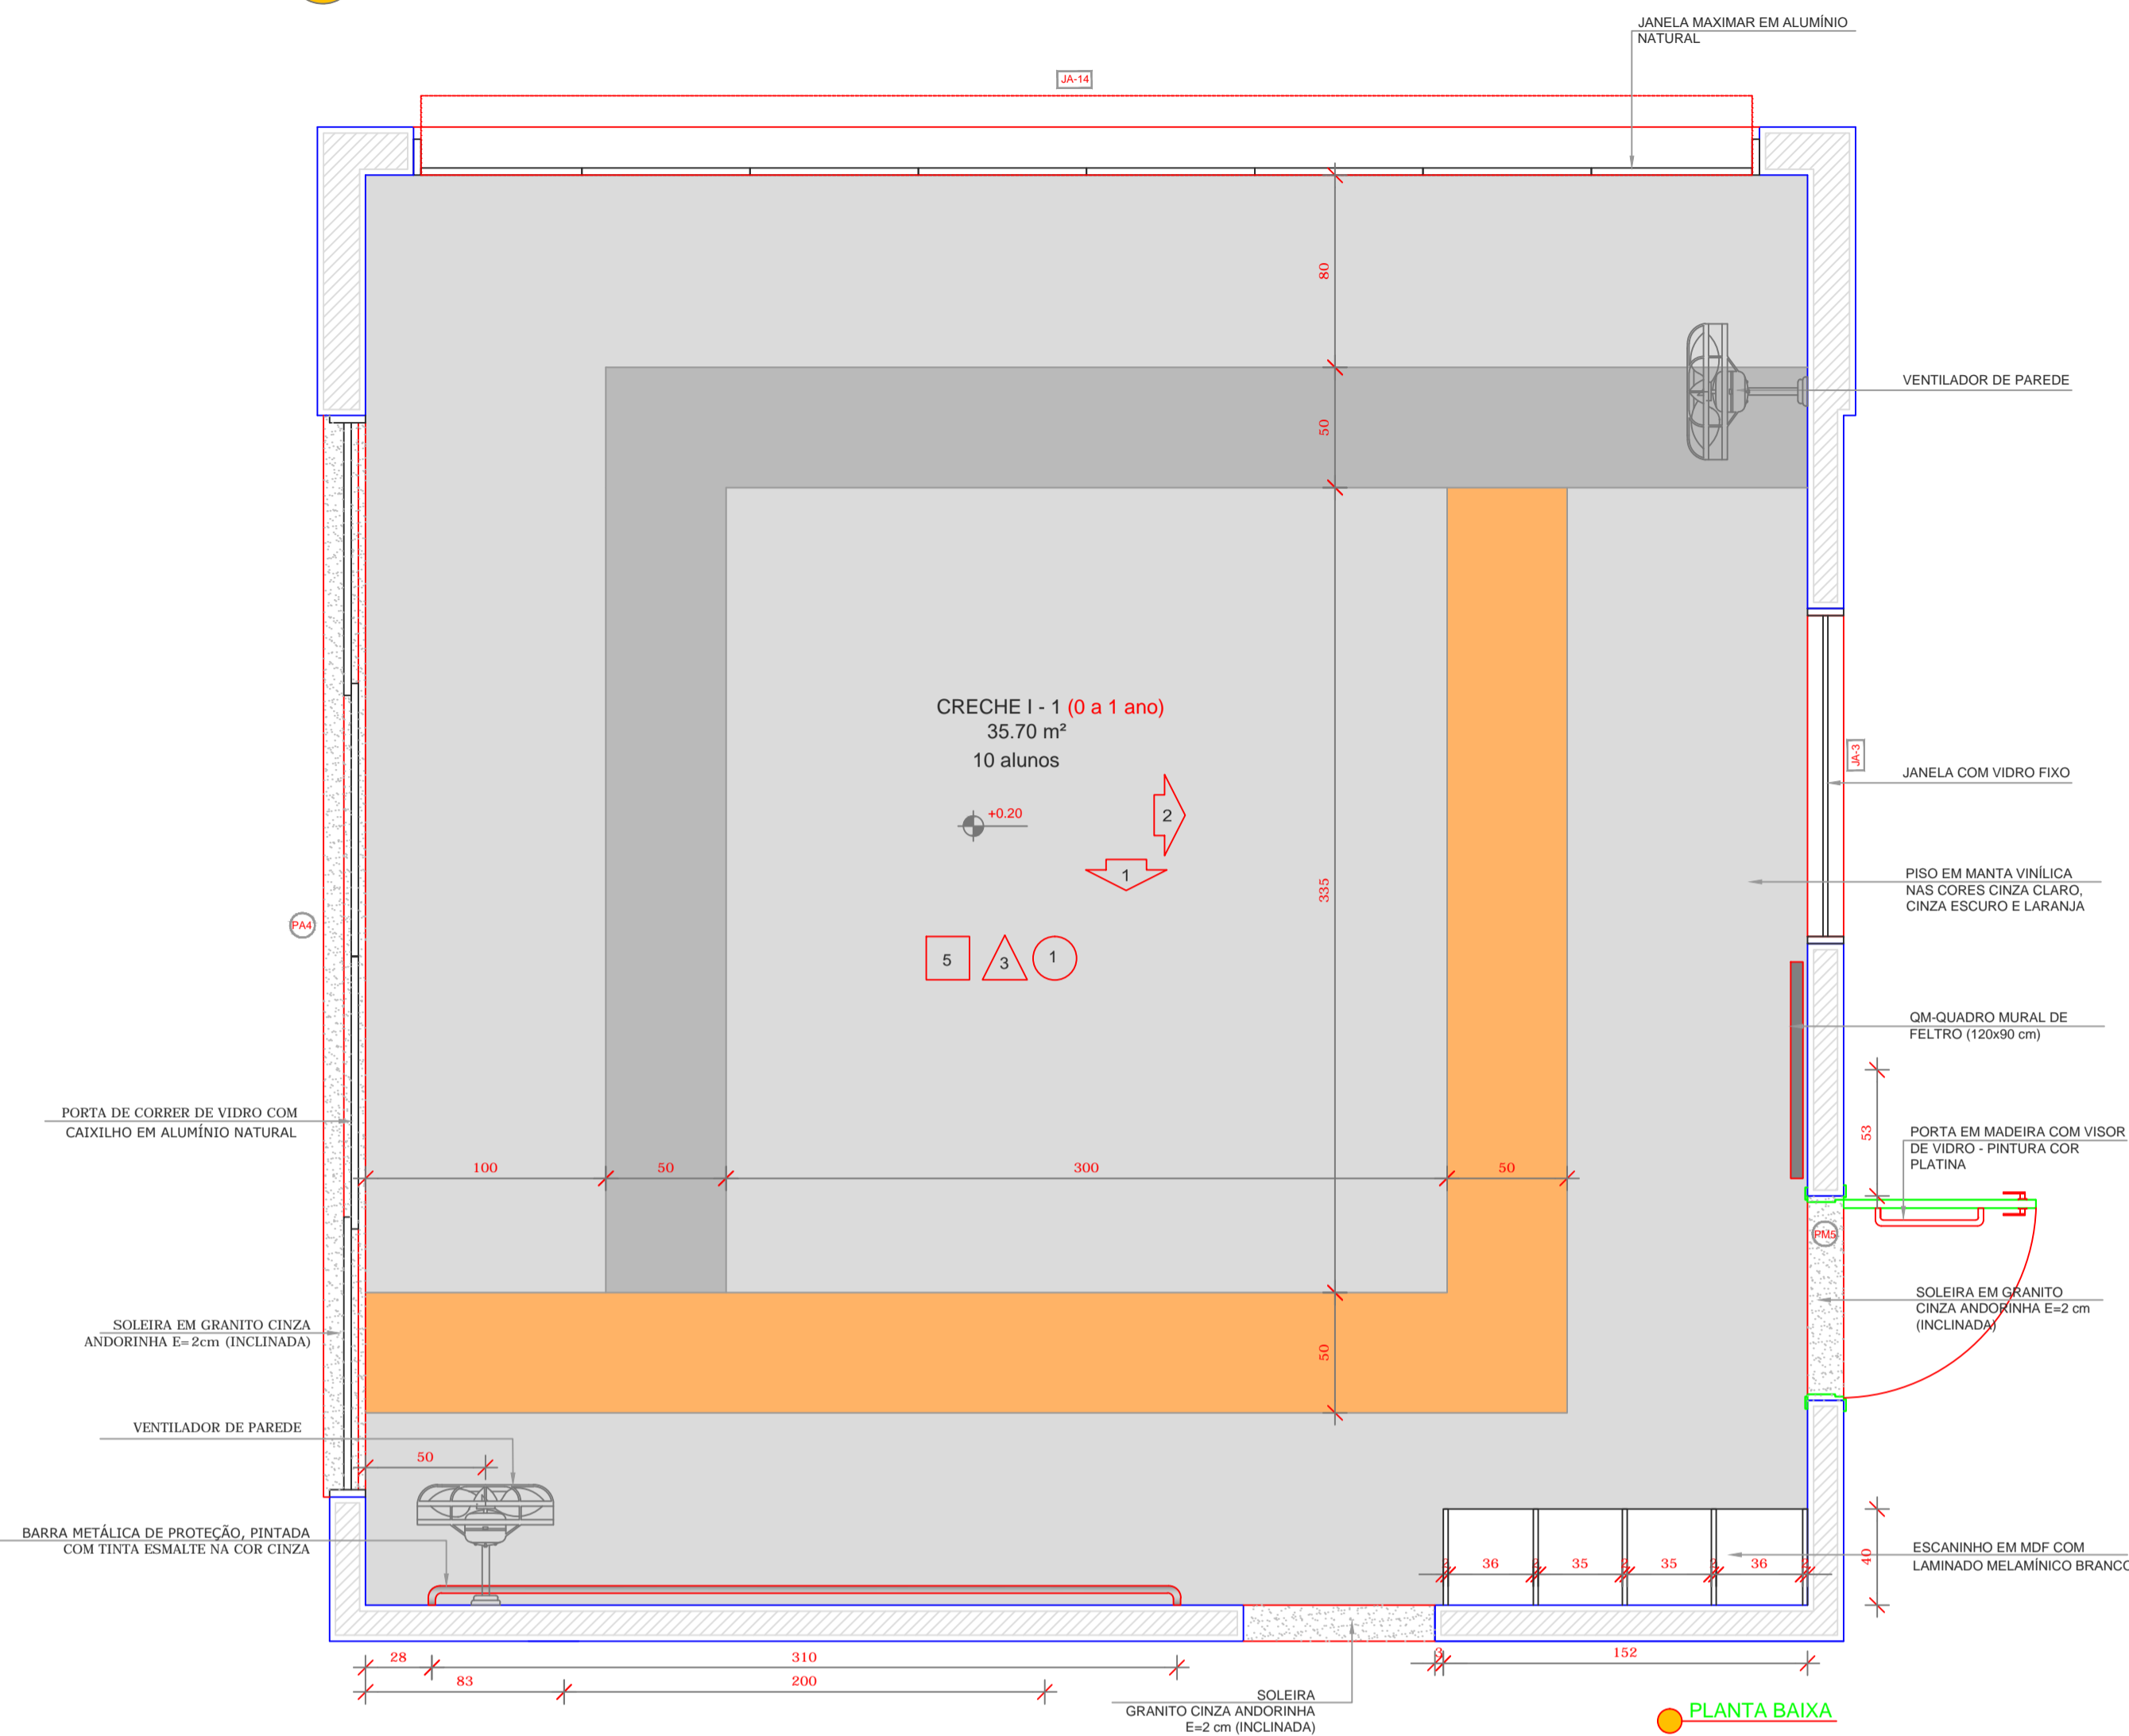 JANELA MAXIMAR EM ALUMÍNIO
NATURAL
JA-14
80
VENTILADOR DE PAREDE
50
CRECHE I - 1 (0 a 1 ano)
35.70 m²
10 alunos
+0.20
2
1
335
5
3
1
JA-3
JANELA COM VIDRO FIXO
PISO EM MANTA VINÍLICA
NAS CORES CINZA CLARO,
CINZA ESCURO E LARANJA
PA4
QM-QUADRO MURAL DE
FELTRO (120x90 cm)
PORTA DE CORRER DE VIDRO COM
CAIXILHO EM ALUMÍNIO NATURAL
53
PORTA EM MADEIRA COM VISOR
DE VIDRO - PINTURA COR
PLATINA
100
50
300
50
PM5
SOLEIRA EM GRANITO
CINZA ANDORINHA E=2 cm
(INCLINADA)
SOLEIRA EM GRANITO CINZA
ANDORINHA E=2cm (INCLINADA)
50
VENTILADOR DE PAREDE
50
BARRA METÁLICA DE PROTEÇÃO, PINTADA
COM TINTA ESMALTE NA COR CINZA
2
36
2
35
2
35
2
36
2
40
ESCANINHO EM MDF COM
LAMINADO MELAMÍNICO BRANCO
28
310
3
152
83
200
SOLEIRA
GRANITO CINZA ANDORINHA
E=2 cm (INCLINADA)
PLANTA BAIXA